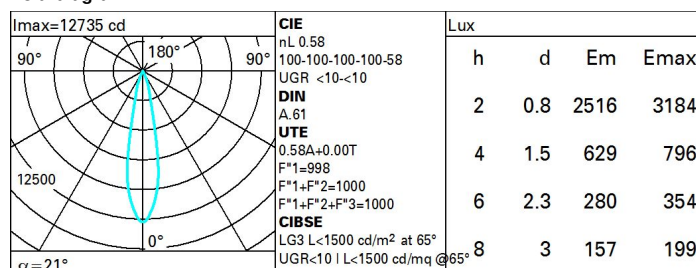 Imax=12735 cd
90° 180° 90°
12500
0°
α=21°
CIE
nL 0.58
100-100-100-100-58
UGR <10-<10
DIN
A.61
UTE
0.58A+0.00T
F"1=998
F"1+F"2=1000
F"1+F"2+F"3=1000
CIBSE
LG3 L<1500 cd/m² at 65°
UGR<10 | L<1500 cd/mq @65°
Lux
h d Em Emax
2 0.8 2516 3184
4 1.5 629 796
6 2.3 280 354
8 3 157 199